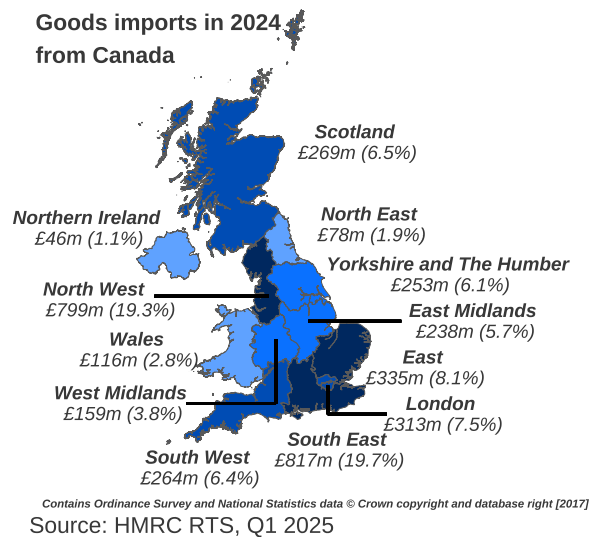 Goods imports in 2024
from Canada
Scotland
£269m (6.5%)
Northern Ireland
£46m (1.1%)
North East
£78m (1.9%)
Yorkshire and The Humber
£253m (6.1%)
North West
£799m (19.3%)
East Midlands
£238m (5.7%)
Wales
£116m (2.8%)
East
£335m (8.1%)
West Midlands
£159m (3.8%)
London
£313m (7.5%)
South East
£817m (19.7%)
South West
£264m (6.4%)
Contains Ordinance Survey and National Statistics data © Crown copyright and database right [2017]
Source: HMRC RTS, Q1 2025